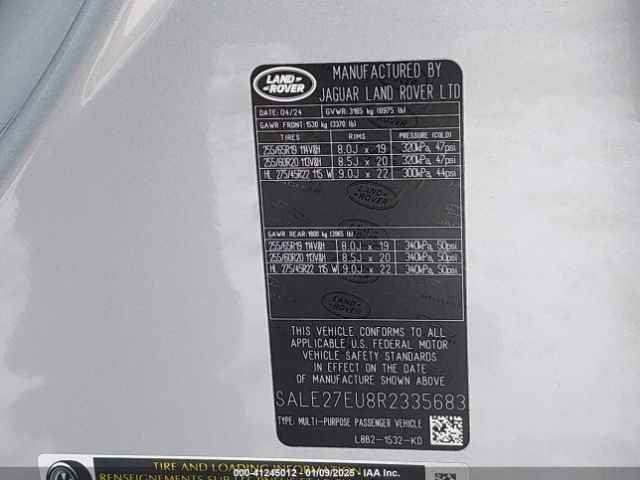 LAND ROVER
MANUFACTURED BY
JAGUAR LAND ROVER LTD
DATE: 04/24 GVWR: 3165 kg (6975 lb)
GAWR FRONT: 1530 kg (3370 lb)
TIRES RIMS PRESSURE (COLD)
255/65R19 114V&H 8.0J x 19 320kPa, 47psi
255/60R20 113V&H 8.5J x 20 320kPa, 47psi
HL 275/45R22 115 W 9.0J x 22 300kPa, 44psi
GAWR REAR: 1800 kg (3965 lb)
255/65R19 114V&H 8.0J x 19 340kPa, 50psi
255/60R20 113V&H 8.5J x 20 340kPa, 50psi
HL 275/45R22 115 W 9.0J x 22 340kPa, 50psi
LAND ROVER
THIS VEHICLE CONFORMS TO ALL
APPLICABLE U.S. FEDERAL MOTOR
VEHICLE SAFETY STANDARDS
IN EFFECT ON THE DATE
OF MANUFACTURE SHOWN ABOVE
SALE27EU8R2335683
TYPE: MULTI-PURPOSE PASSENGER VEHICLE
L8B2-1532-KD
TIRE AND LOADING INFORMATION
000-41245012 - 01/09/2025 - IAA Inc.
RENSEIGNEMENTS SUR